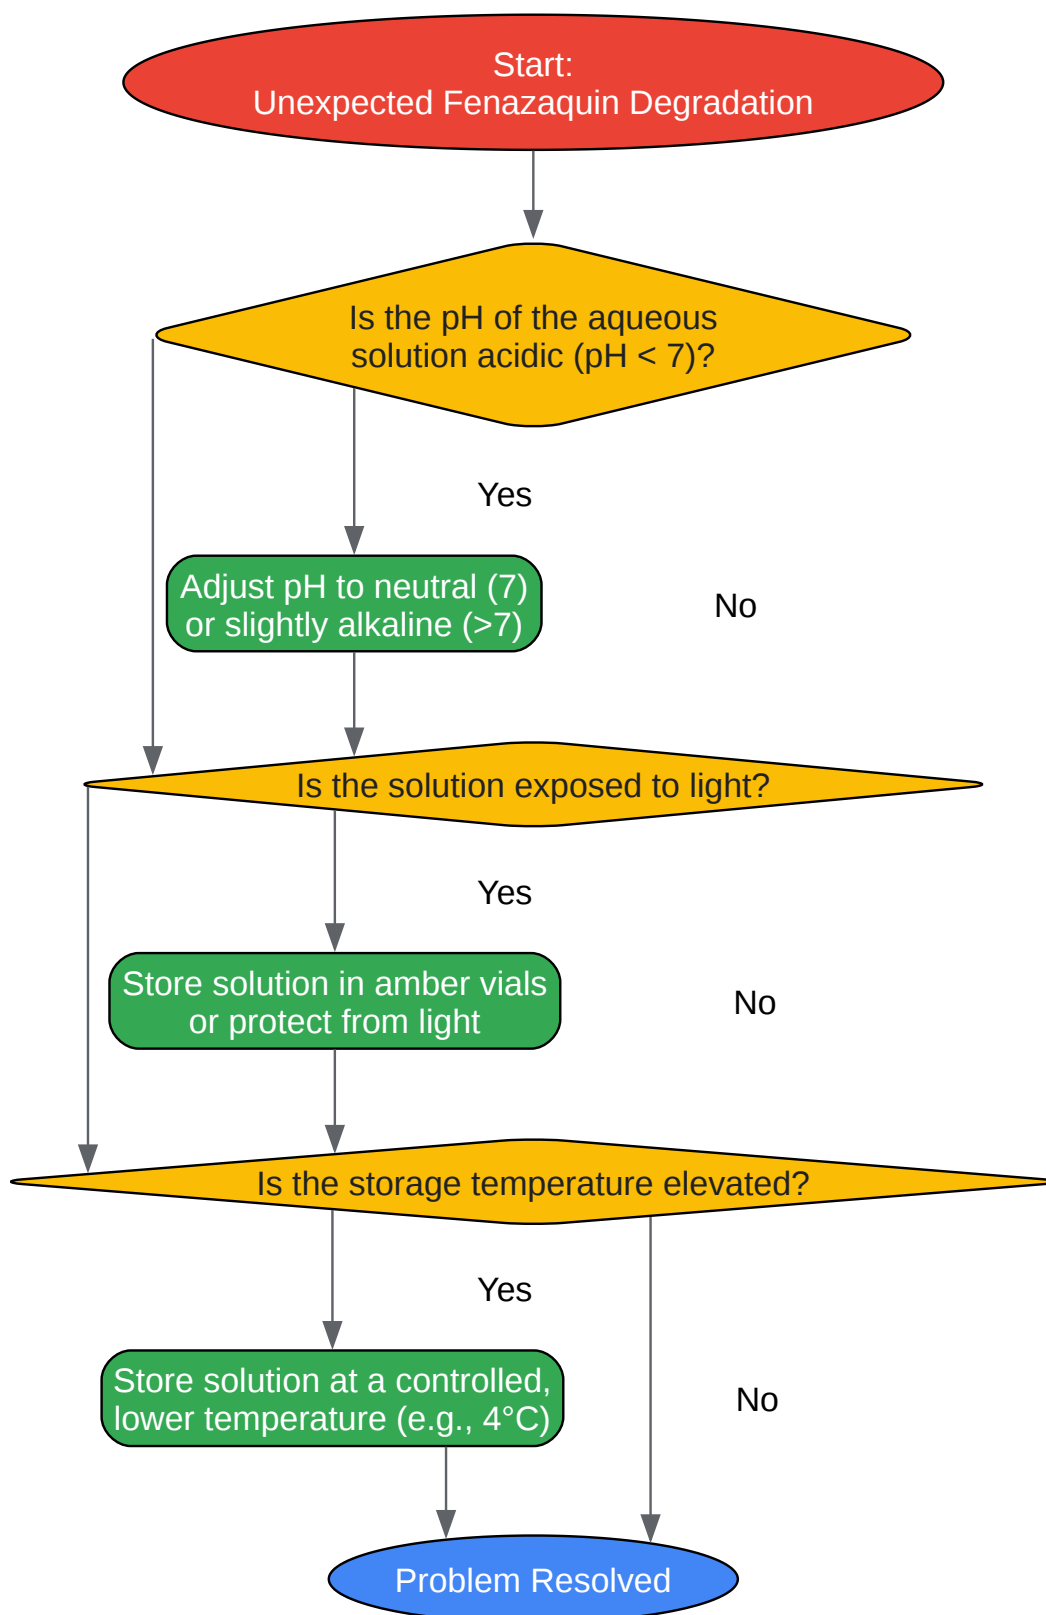 Start:
Unexpected Fenazaquin Degradation
Is the pH of the aqueous
solution acidic (pH < 7)?
Yes
Adjust pH to neutral (7)
or slightly alkaline (>7)
No
Is the solution exposed to light?
Yes
Store solution in amber vials
or protect from light
No
Is the storage temperature elevated?
Yes
Store solution at a controlled,
lower temperature (e.g., 4°C)
No
Problem Resolved